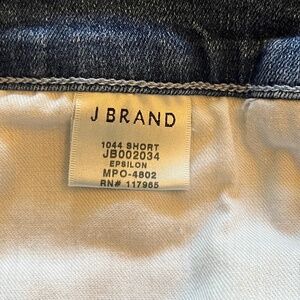 J BRAND
1044 SHORT
JB002034
EPSILON
MPO-4802
RN# 117965